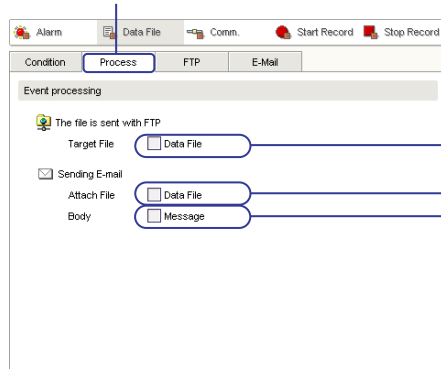 Alarm Data File Comm. Start Record Stop Record
Condition Process FTP E-Mail
Event processing
The file is sent with FTP
Target File Data File
Sending E-mail
Attach File Data File
Body Message